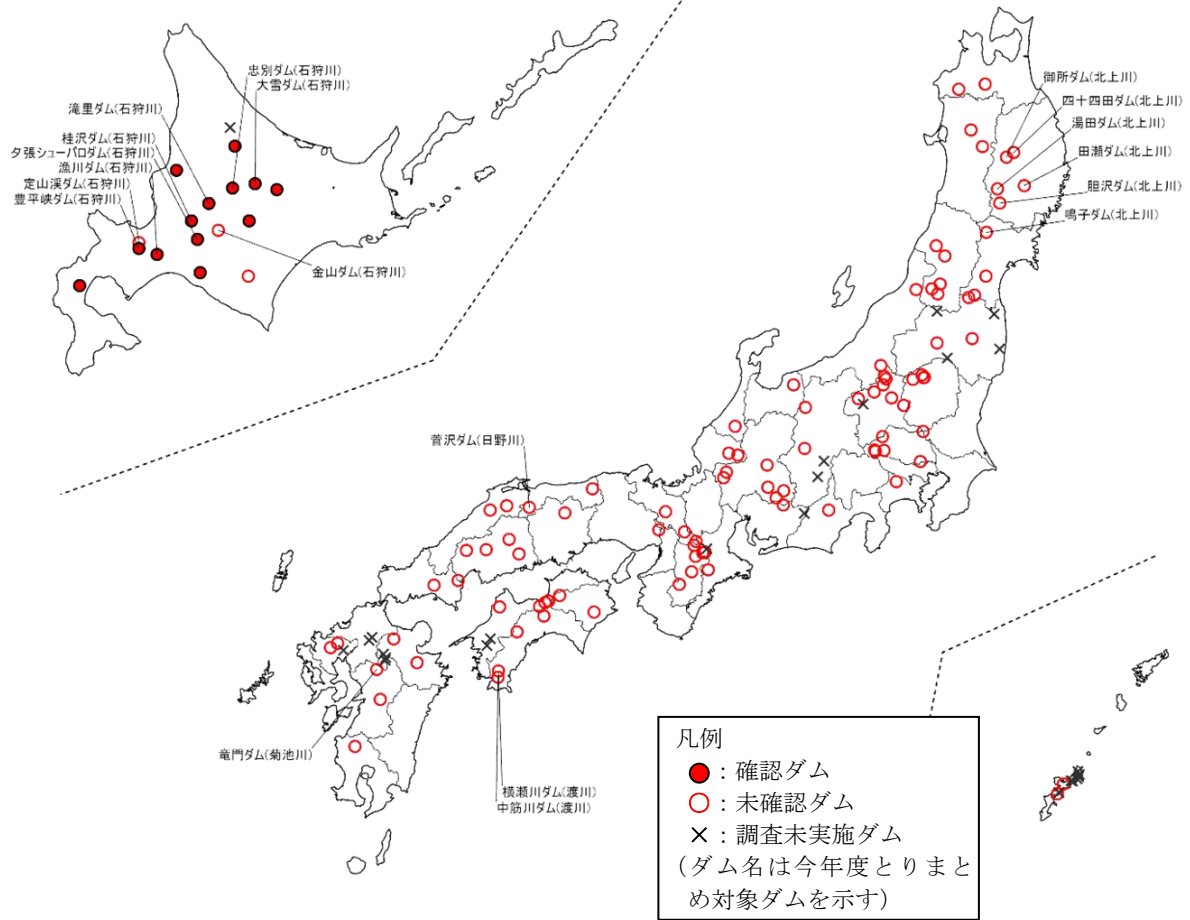 忠別ダム(石狩川)
大雪ダム(石狩川)
滝里ダム(石狩川)
桂沢ダム(石狩川)
夕張シューパロダム(石狩川)
漁川ダム(石狩川)
定山渓ダム(石狩川)
豊平峡ダム(石狩川)
金山ダム(石狩川)
御所ダム(北上川)
四十四田ダム(北上川)
湯田ダム(北上川)
田瀬ダム(北上川)
胆沢ダム(北上川)
鳴子ダム(北上川)
菅沢ダム(日野川)
竜門ダム(菊池川)
横瀬川ダム(渡川)
中筋川ダム(渡川)
凡例
:確認ダム
:未確認ダム
×:調査未実施ダム
(ダム名は今年度とりまと
め対象ダムを示す)